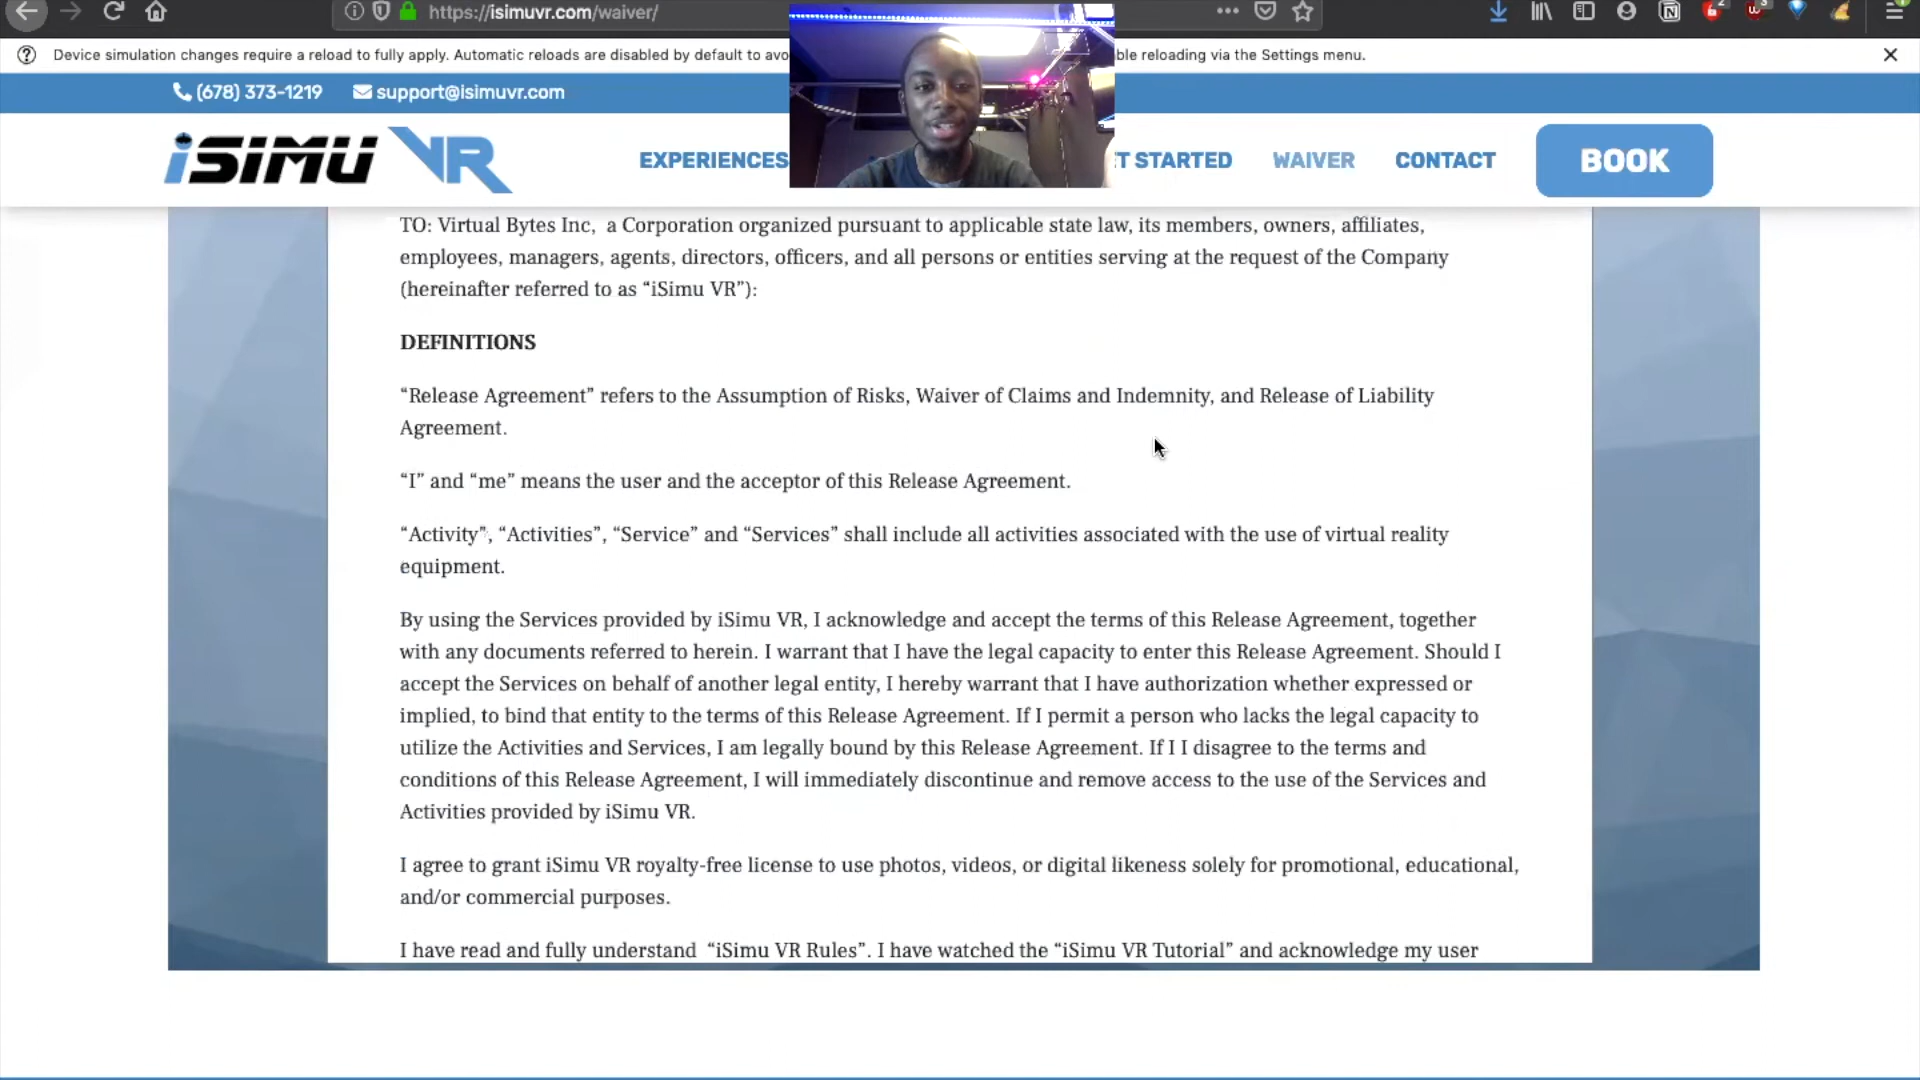 https://isimuvr.com/waiver/
Device simulation changes require a reload to fully apply. Automatic reloads are disabled by default to avo
ble reloading via the Settings menu.
(678) 373-1219 support@isimuvr.com
iSIMU VR
EXPERIENCES
T STARTED WAIVER CONTACT BOOK
TO: Virtual Bytes Inc, a Corporation organized pursuant to applicable state law, its members, owners, affiliates,
employees, managers, agents, directors, officers, and all persons or entities serving at the request of the Company
(hereinafter referred to as “iSimu VR”):
DEFINITIONS
“Release Agreement” refers to the Assumption of Risks, Waiver of Claims and Indemnity, and Release of Liability
Agreement.
“I” and “me” means the user and the acceptor of this Release Agreement.
“Activity”, “Activities”, “Service” and “Services” shall include all activities associated with the use of virtual reality
equipment.
By using the Services provided by iSimu VR, I acknowledge and accept the terms of this Release Agreement, together
with any documents referred to herein. I warrant that I have the legal capacity to enter this Release Agreement. Should I
accept the Services on behalf of another legal entity, I hereby warrant that I have authorization whether expressed or
implied, to bind that entity to the terms of this Release Agreement. If I permit a person who lacks the legal capacity to
utilize the Activities and Services, I am legally bound by this Release Agreement. If I I disagree to the terms and
conditions of this Release Agreement, I will immediately discontinue and remove access to the use of the Services and
Activities provided by iSimu VR.
I agree to grant iSimu VR royalty-free license to use photos, videos, or digital likeness solely for promotional, educational,
and/or commercial purposes.
I have read and fully understand “iSimu VR Rules”. I have watched the “iSimu VR Tutorial” and acknowledge my user